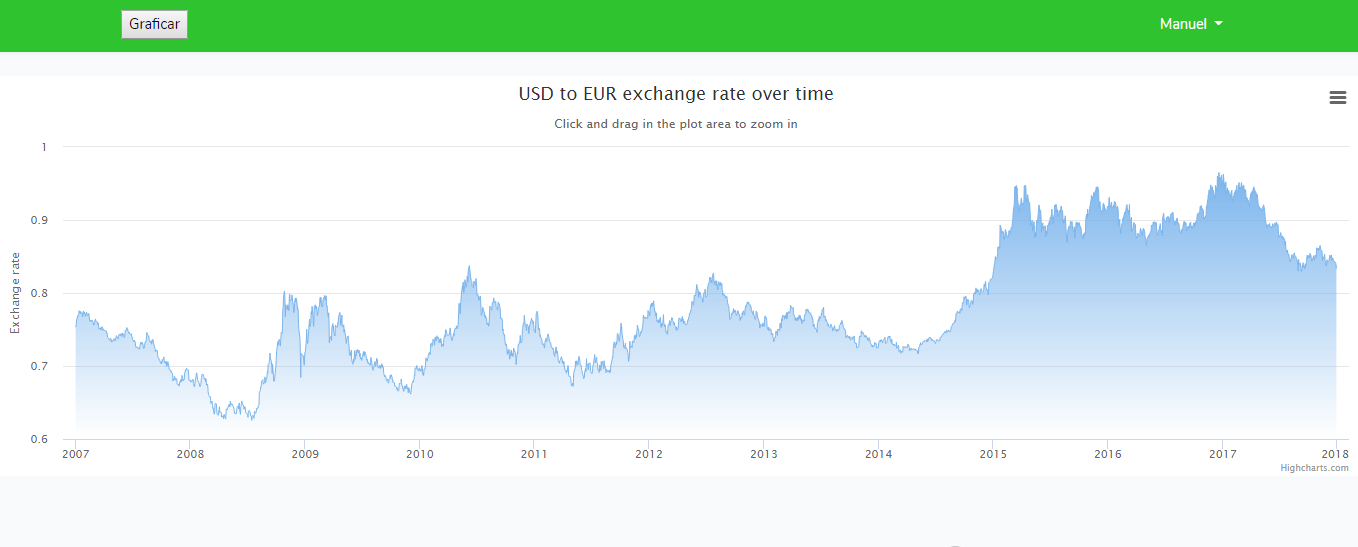 Graficar
Manuel
USD to EUR exchange rate over time
Click and drag in the plot area to zoom in
Exchange rate
1
0.9
0.8
0.7
0.6
2007 2008 2009 2010 2011 2012 2013 2014 2015 2016 2017 2018
Highcharts.com